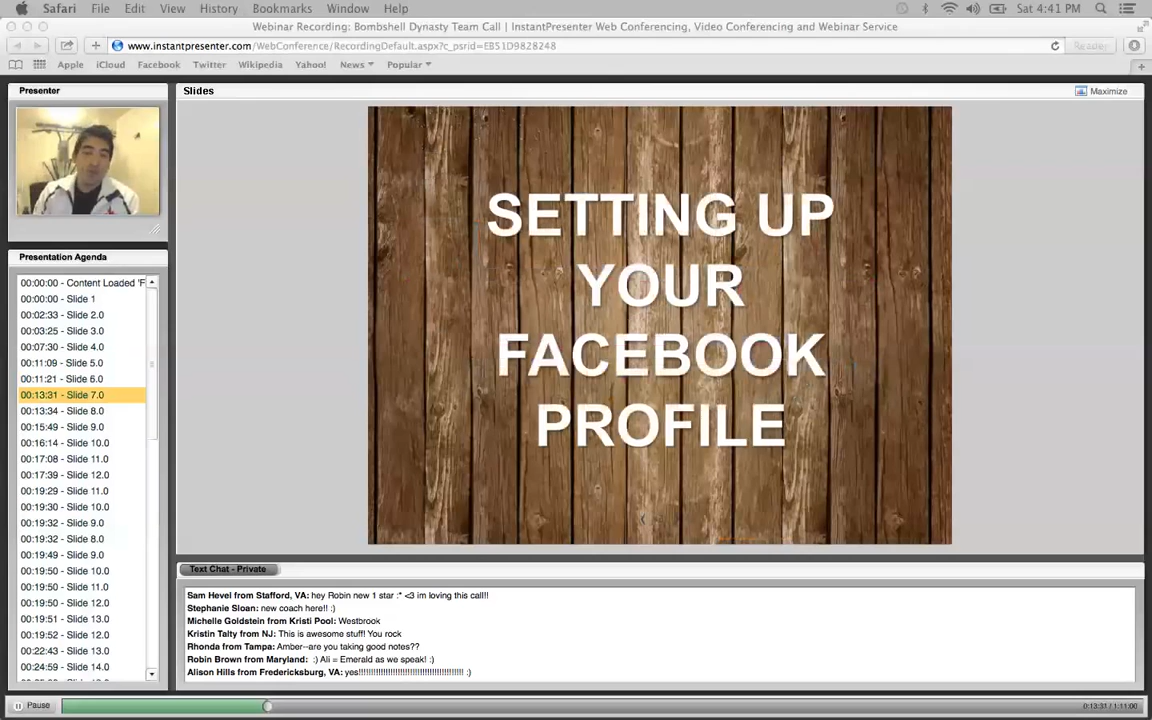 Safari File Edit View History Bookmarks Window Help Sat 4:41 PM
Webinar Recording: Bombshell Dynasty Team Call | InstantPresenter Web Conferencing, Video Conferencing and Webinar Service
www.instantpresenter.com/WebConference/RecordingDefault.aspx?c_psrid=EB51D9828248 Reader
Apple iCloud Facebook Twitter Wikipedia Yahoo! News Popular
Presenter
Slides
Maximize
SETTING UP
YOUR
FACEBOOK
PROFILE
Presentation Agenda
00:00:00 - Content Loaded 'F
00:00:00 - Slide 1
00:02:33 - Slide 2.0
00:03:25 - Slide 3.0
00:07:30 - Slide 4.0
00:11:09 - Slide 5.0
00:11:21 - Slide 6.0
00:13:31 - Slide 7.0
00:13:34 - Slide 8.0
00:15:49 - Slide 9.0
00:16:14 - Slide 10.0
00:17:08 - Slide 11.0
00:17:39 - Slide 12.0
00:19:29 - Slide 11.0
00:19:30 - Slide 10.0
00:19:32 - Slide 9.0
00:19:32 - Slide 8.0
00:19:49 - Slide 9.0
00:19:50 - Slide 10.0
00:19:50 - Slide 11.0
00:19:50 - Slide 12.0
00:19:51 - Slide 13.0
00:19:52 - Slide 12.0
00:22:43 - Slide 13.0
00:24:59 - Slide 14.0
Text Chat - Private
Sam Hevel from Stafford, VA: hey Robin new 1 star :* <3 im loving this call!!
Stephanie Sloan: new coach here!! :)
Michelle Goldstein from Kristi Pool: Westbrook
Kristin Talty from NJ: This is awesome stuff! You rock
Rhonda from Tampa: Amber--are you taking good notes??
Robin Brown from Maryland: :) Ali = Emerald as we speak! :)
Alison Hills from Fredericksburg, VA: yes!!!!!!!!!!!!!!!!!!!!!!!!!!!!!!!!!!!!!!!!! :)
Pause
0:13:31 / 1:11:00